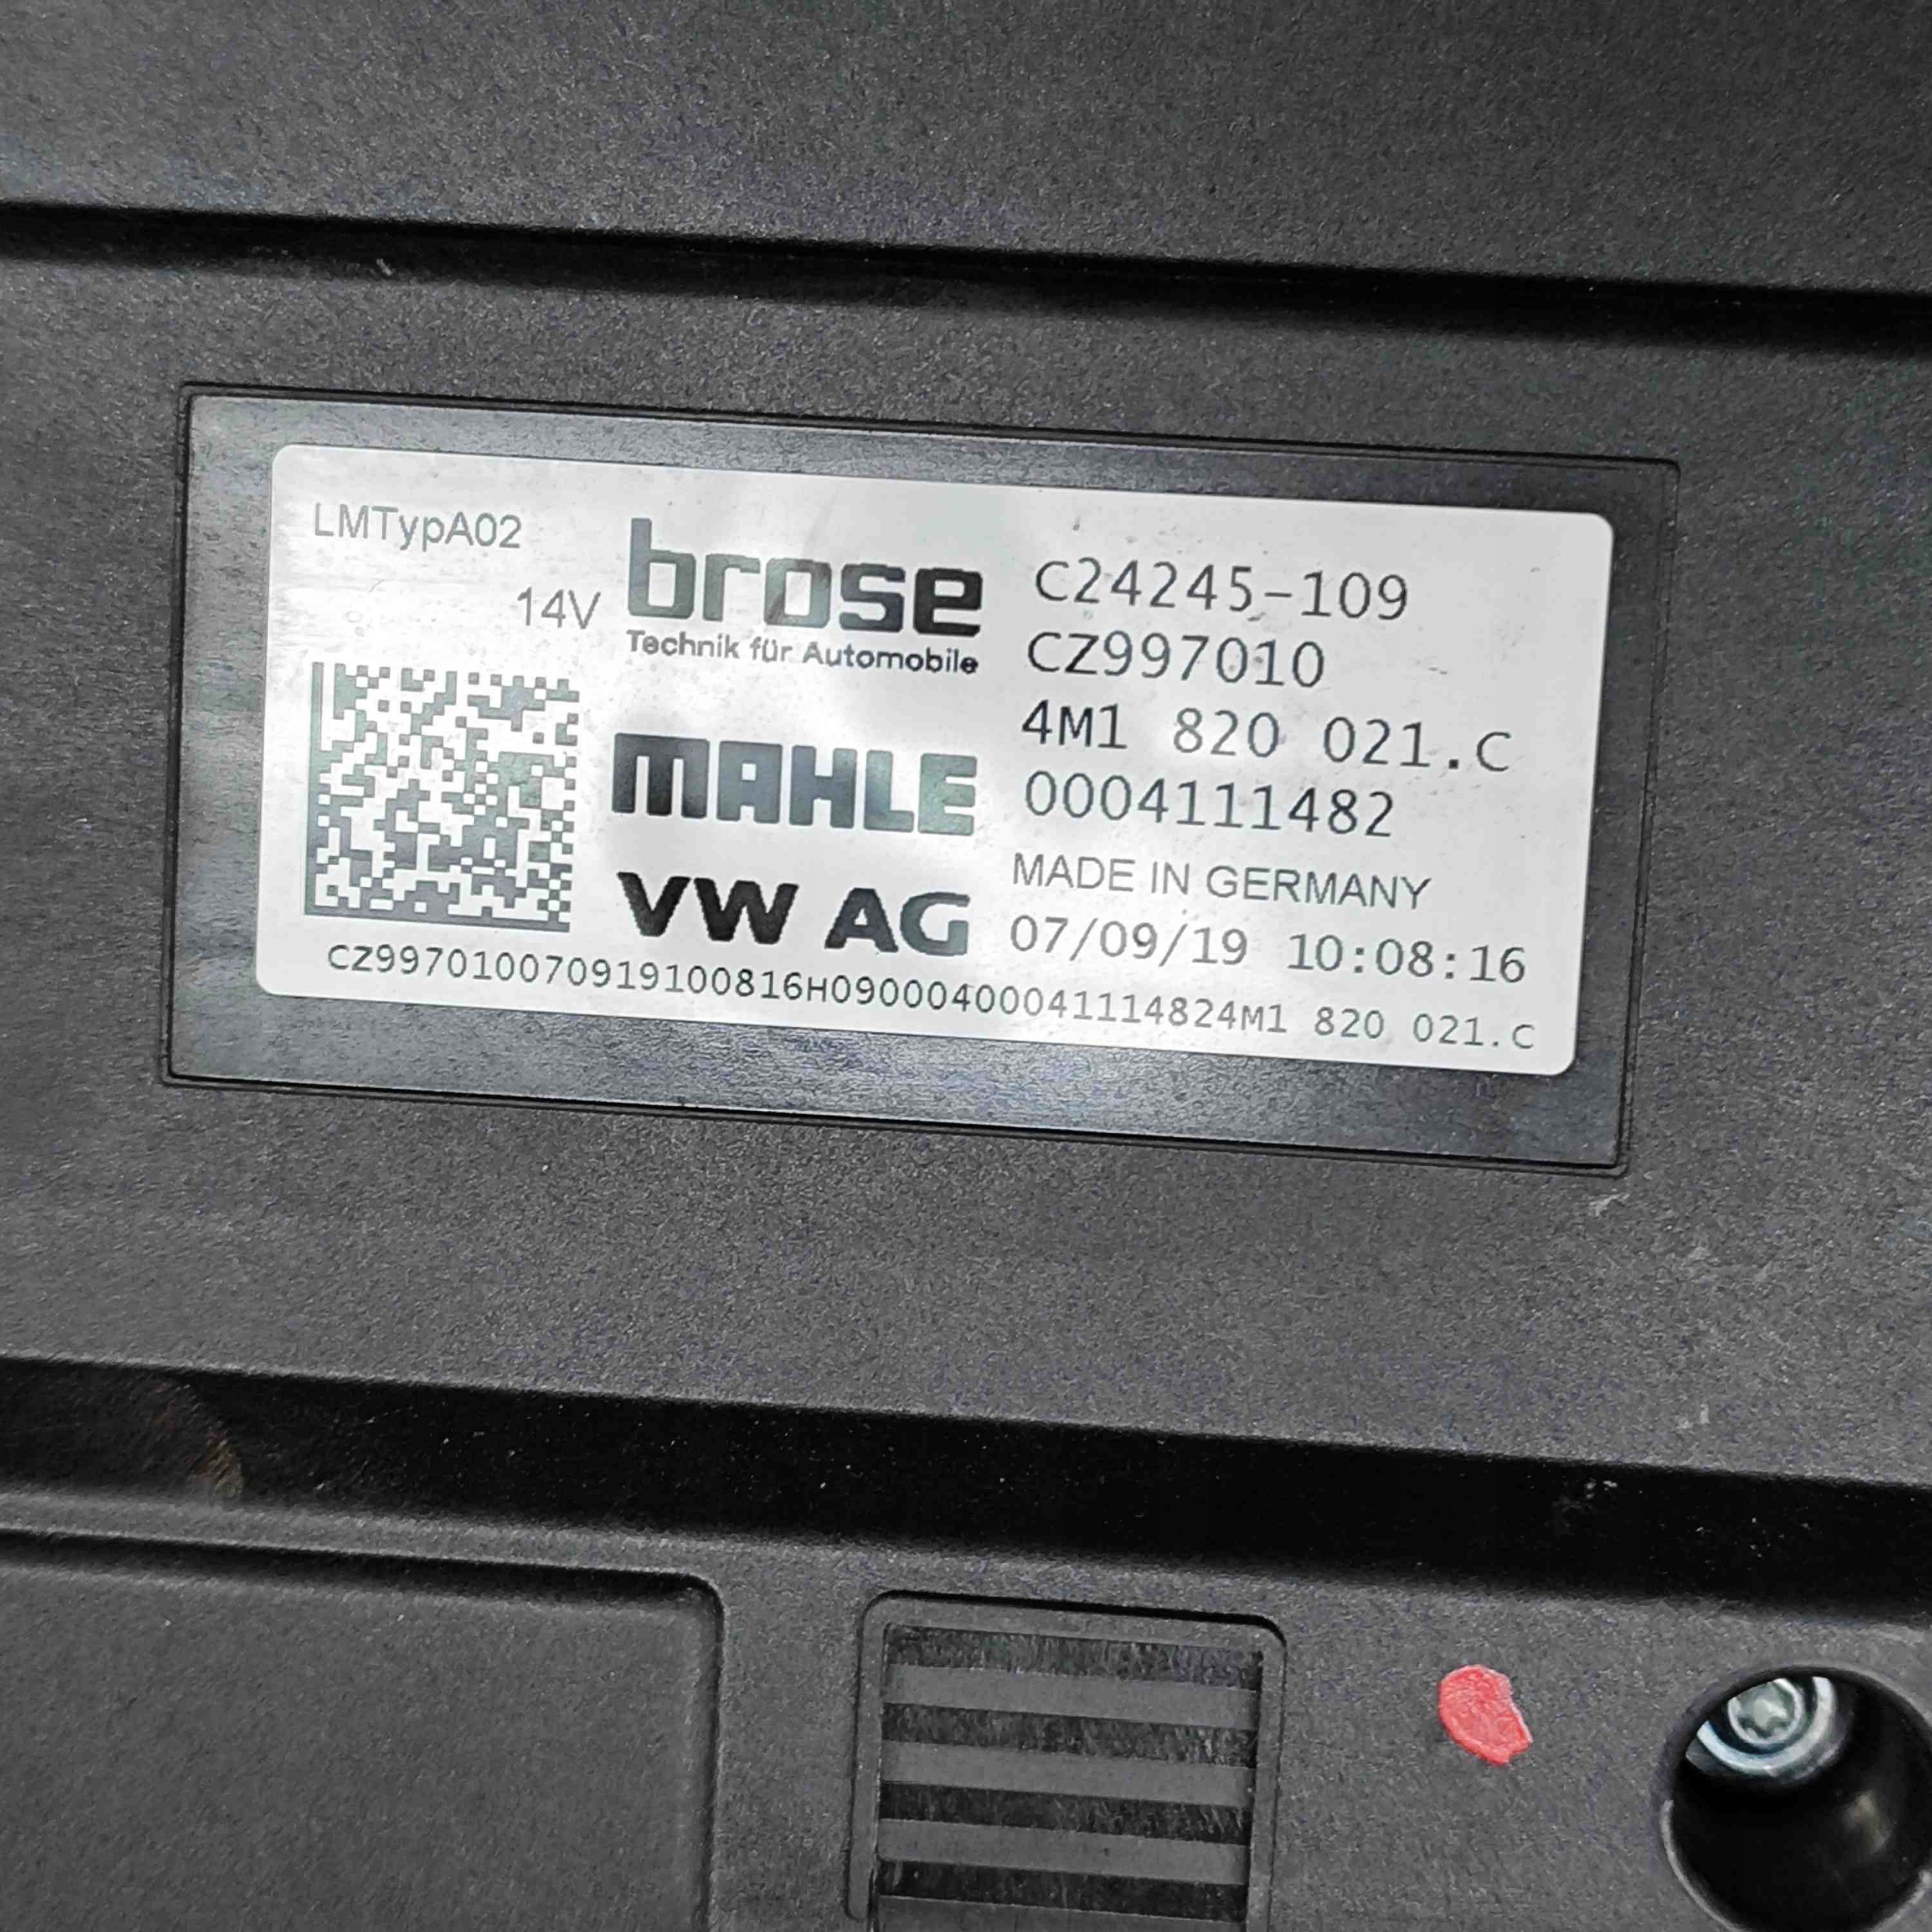 LMTypA02
14V
brose
Technik für Automobile
MAHLE
VW AG
C24245-109
CZ997010
4M1 820 021.C
0004111482
MADE IN GERMANY
07/09/19 10:08:16
CZ997010070919100816H09000400041114824M1 820 021.C